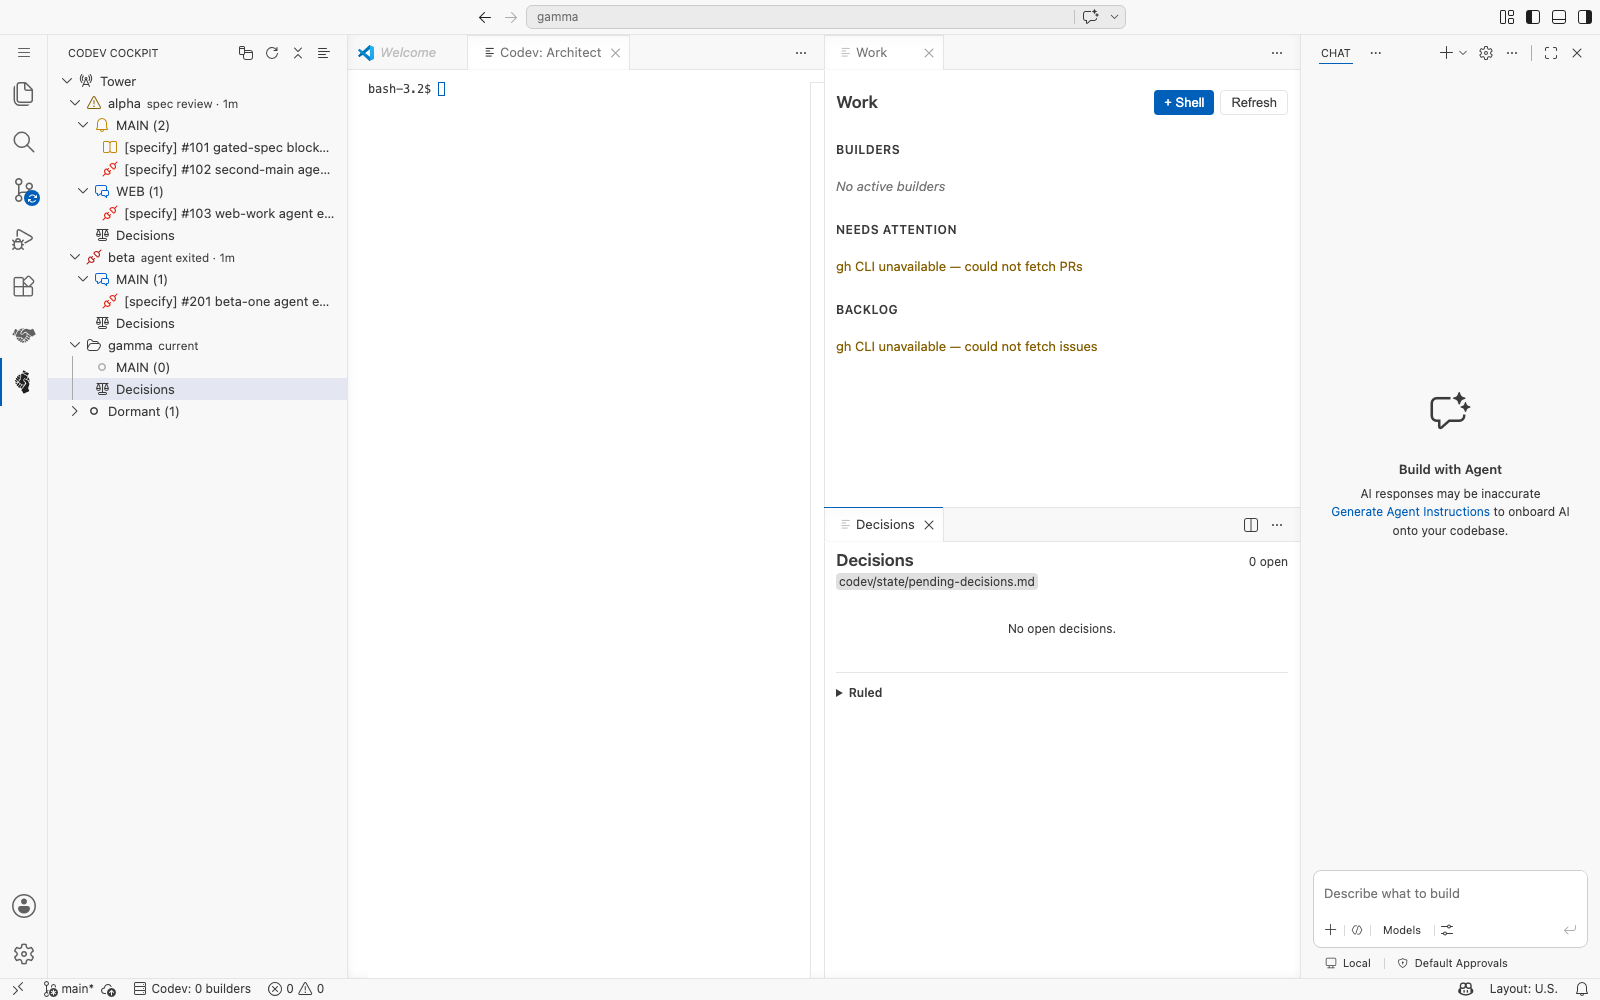 gamma
CODEV COCKPIT
Tower
alpha spec review · 1m
MAIN (2)
[specify] #101 gated-spec block...
[specify] #102 second-main age...
WEB (1)
[specify] #103 web-work agent e...
Decisions
beta agent exited · 1m
MAIN (1)
[specify] #201 beta-one agent e...
Decisions
gamma current
MAIN (0)
Decisions
Dormant (1)
Welcome
Codev: Architect
bash-3.2$
Work
Work
+ Shell
Refresh
BUILDERS
No active builders
NEEDS ATTENTION
gh CLI unavailable — could not fetch PRs
BACKLOG
gh CLI unavailable — could not fetch issues
Decisions
Decisions
0 open
codev/state/pending-decisions.md
No open decisions.
Ruled
CHAT
Build with Agent
AI responses may be inaccurate
Generate Agent Instructions to onboard AI
onto your codebase.
Describe what to build
Models
Local
Default Approvals
main*
Codev: 0 builders
0
0
Layout: U.S.